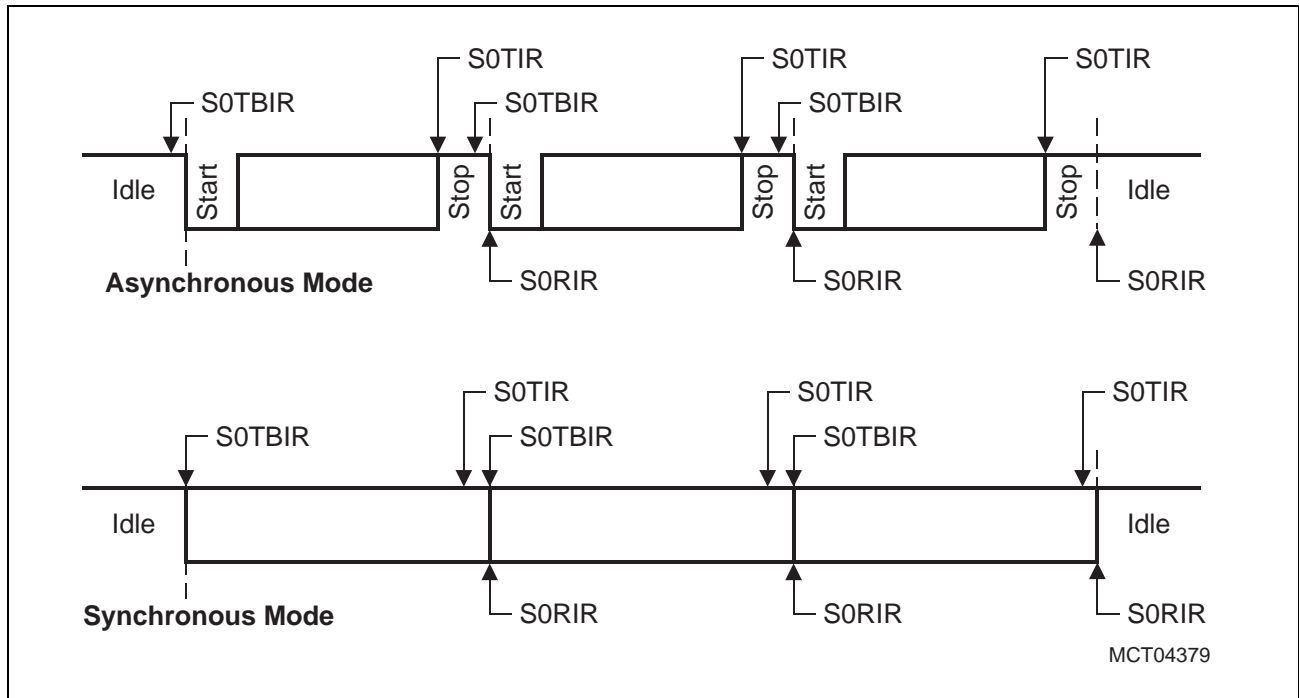 S0TIR S0TIR S0TIR
S0TBIR S0TBIR S0TBIR
Idle Start Stop Start Stop Start Stop Idle
Asynchronous Mode S0RIR S0RIR S0RIR
S0TIR S0TIR S0TIR
S0TBIR S0TBIR S0TBIR
Idle Idle
Synchronous Mode S0RIR S0RIR S0RIR
MCT04379